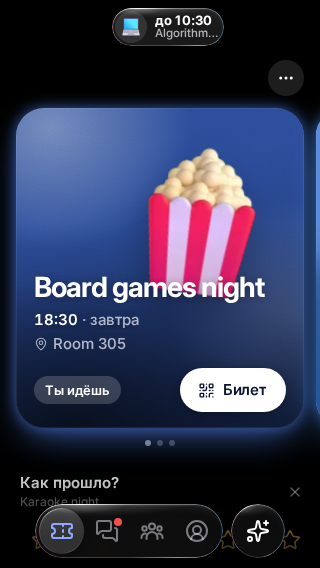 до 10:30
Algorithm...
Board games night
18:30 · завтра
Room 305
Ты идёшь
Билет
Как прошло?
Karaoke night